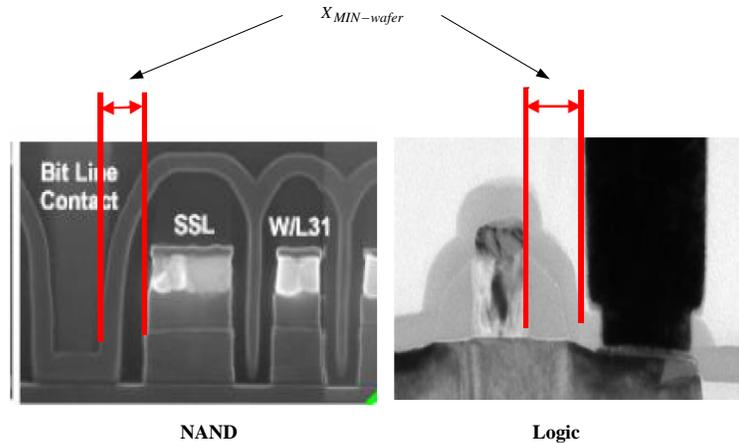 X_{MIN−wafer}
Bit Line
Contact
SSL
W/L31
NAND
Logic